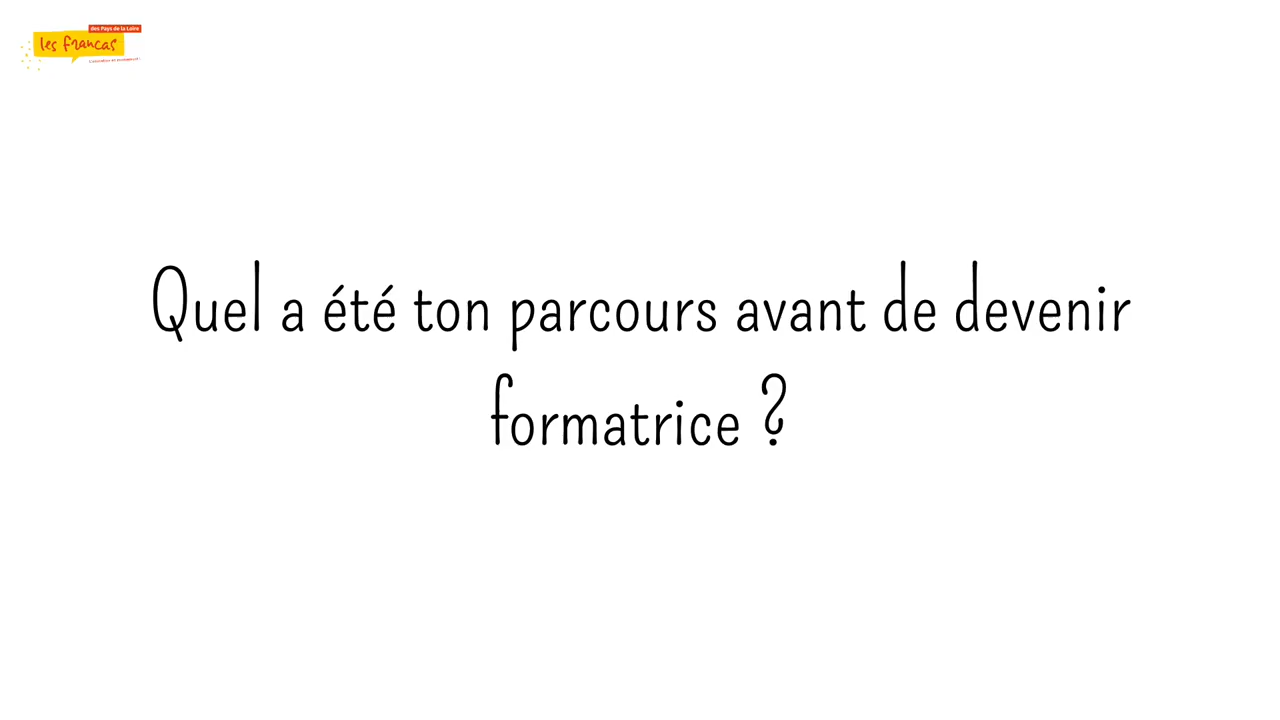 des Pays de la Loire
les francas
Quel a été ton parcours avant de devenir
formatrice ?